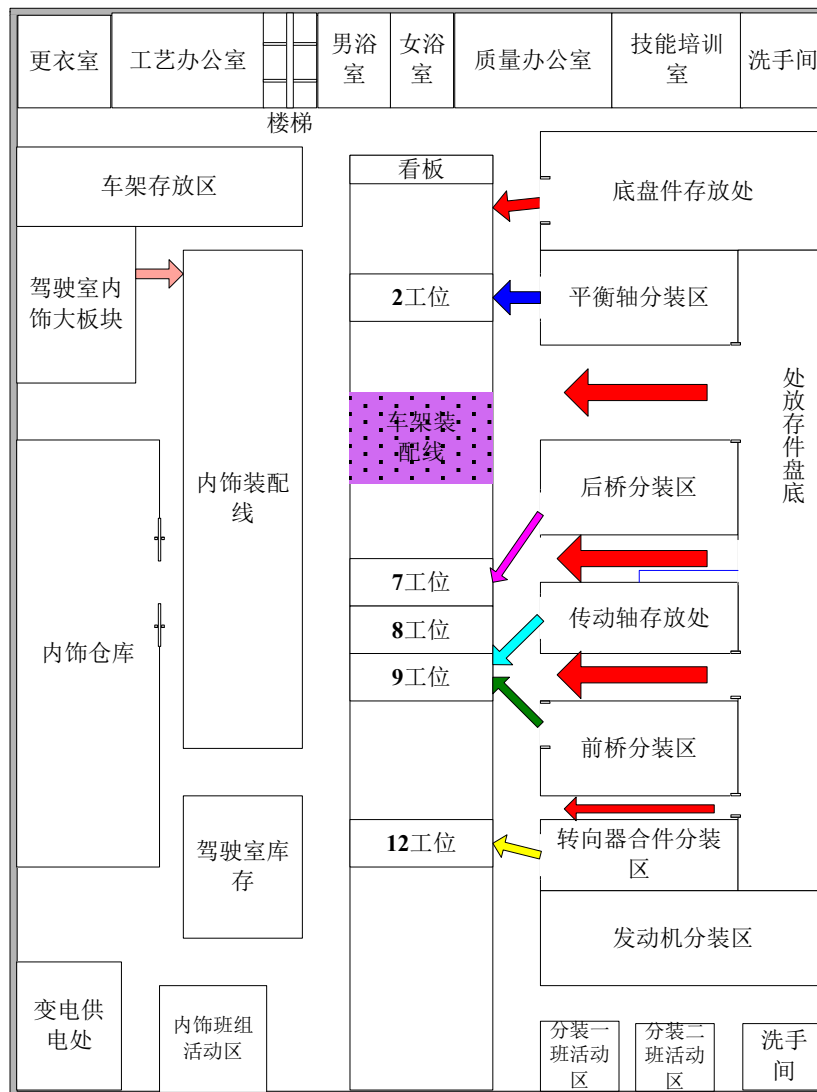 更衣室
工艺办公室
男浴
室
女浴
室
质量办公室
技能培训
室
洗手间
楼梯
车架存放区
看板
底盘件存放处
驾驶室内
饰大板块
2工位
平衡轴分装区
处放存件盘底
车架装
配线
内饰装配
线
后桥分装区
7工位
8工位
传动轴存放处
内饰仓库
9工位
前桥分装区
12工位
转向器合件分装
区
驾驶室库
存
发动机分装区
变电供
电处
内饰班组
活动区
分装一
班活动
区
分装二
班活动
区
洗手
间